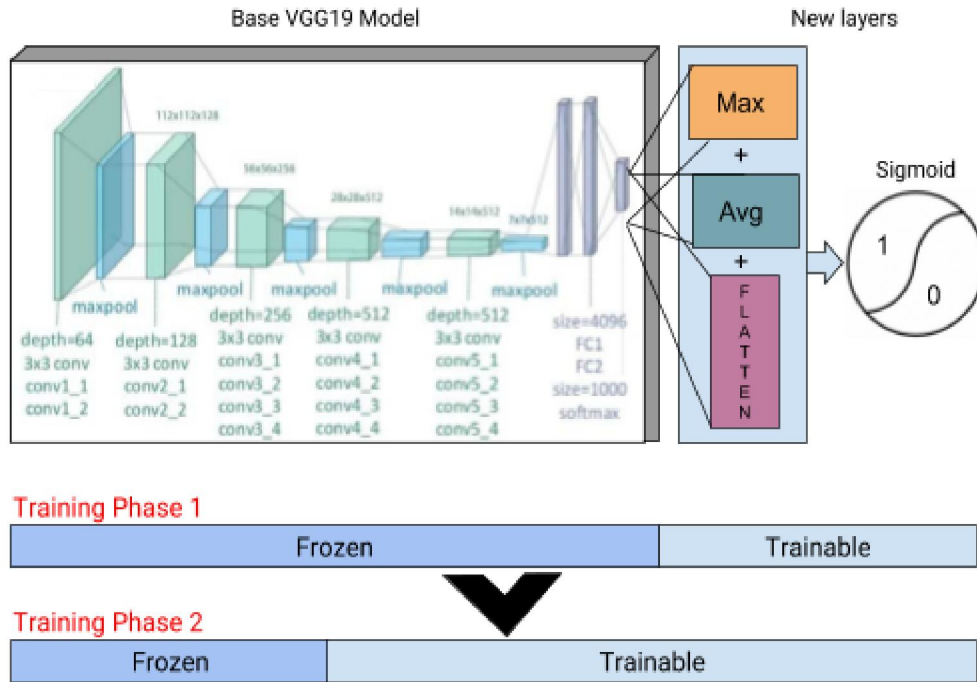 Base VGG19 Model
New layers
112x112x128
56x56x256
28x28x512
14x14x512
7x7x512
maxpool
maxpool
maxpool
maxpool
maxpool
depth=64
3x3 conv
conv1_1
conv1_2
depth=128
3x3 conv
conv2_1
conv2_2
depth=256
3x3 conv
conv3_1
conv3_2
conv3_3
conv3_4
depth=512
3x3 conv
conv4_1
conv4_2
conv4_3
conv4_4
depth=512
3x3 conv
conv5_1
conv5_2
conv5_3
conv5_4
size=4096
FC1
FC2
size=1000
softmax
Max
+
Avg
+
FLATTEN
Sigmoid
1
0
Training Phase 1
Frozen
Trainable
Training Phase 2
Frozen
Trainable